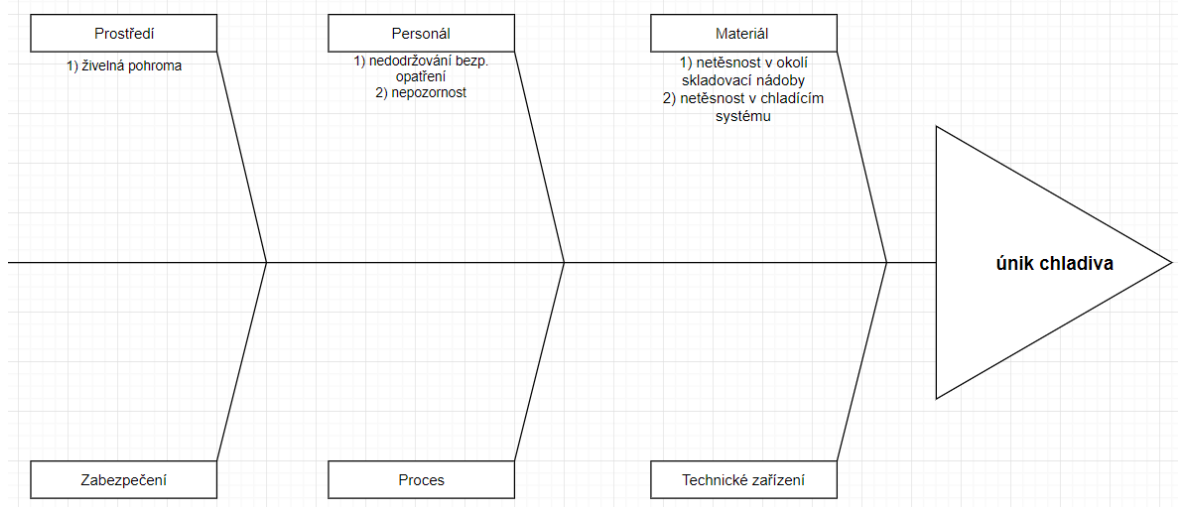 Prostředí
1) živelná pohroma
Personál
1) nedodržování bezp.
opatření
2) nepozornost
Materiál
1) netěsnost v okolí
skladovací nádoby
2) netěsnost v chladícím
systému
únik chladiva
Zabezpečení
Proces
Technické zařízení